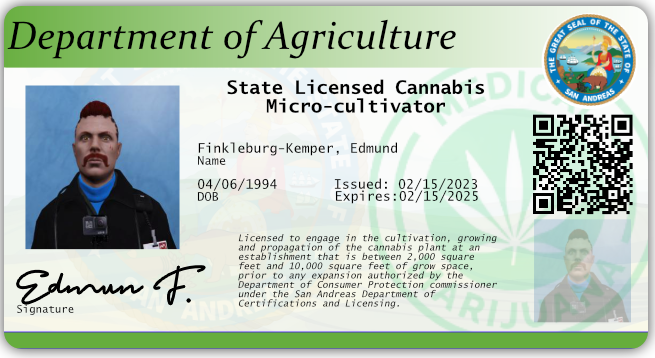 Department of Agriculture
THE GREAT SEAL OF THE STATE OF SAN ANDREAS
State Licensed Cannabis
Micro-cultivator
MEDICAL
Finkleburg-Kemper, Edmund
Name
04/06/1994 Issued: 02/15/2023
DOB Expires:02/15/2025
Licensed to engage in the cultivation, growing
and propagation of the cannabis plant at an
establishment that is between 2,000 square
feet and 10,000 square feet of grow space,
prior to any expansion authorized by the
Department of Consumer Protection commissioner
under the San Andreas Department of
Certifications and Licensing.
Edmun F.
Signature
MARIJUANA